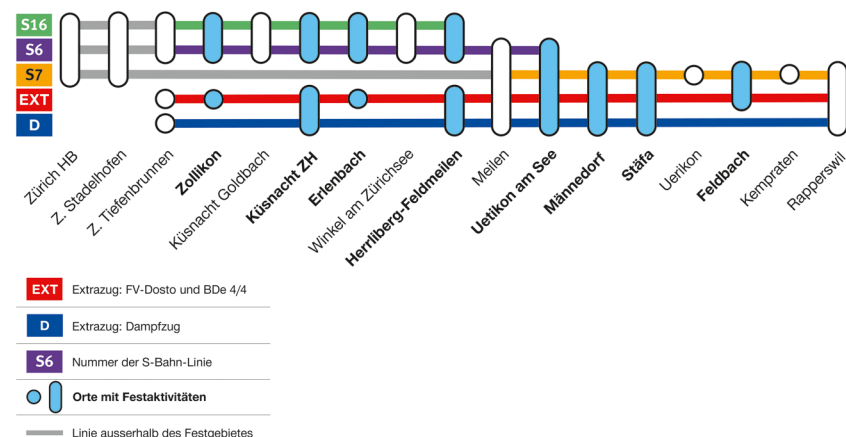 S16
S6
S7
EXT
D
Zürich HB
Z. Stadelhofen
Z. Tiefenbrunnen
Zollikon
Küsnacht Goldbach
Küsnacht ZH
Erlenbach
Winkel am Zürichsee
Herrliberg-Feldmeilen
Meilen
Uetikon am See
Männedorf
Stäfa
Uerikon
Feldbach
Kempraten
Rapperswil
EXT Extrazug: FV-Dosto und BDe 4/4
D Extrazug: Dampfzug
S6 Nummer der S-Bahn-Linie
Orte mit Festaktivitäten
Linie ausserhalb des Festgebietes